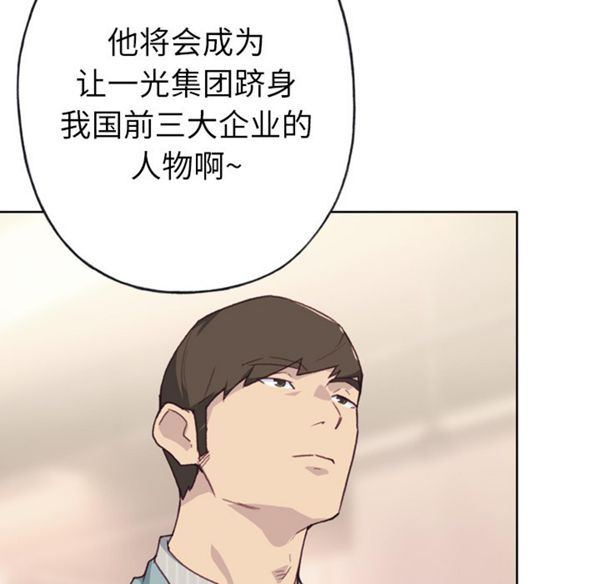 他将会成为
让一光集团跻身
我国前三大企业的
人物啊~